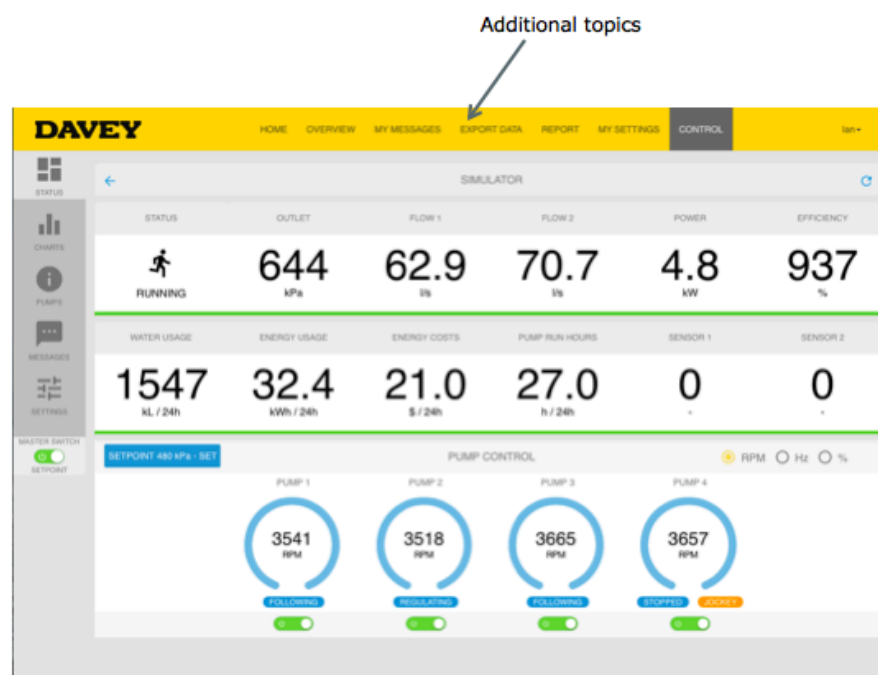 Additional topics
DAVEY
HOME OVERVIEW MY MESSAGES EXPORT DATA REPORT MY SETTINGS CONTROL Ian
STATUS
SIMULATOR
STATUS OUTLET FLOW 1 FLOW 2 POWER EFFICIENCY
644 62.9 70.7 4.8 937
RUNNING kPa l/s l/s kW %
CHARTS
PUMPS
MESSAGES
SETTINGS
MASTER SWITCH
SETPOINT
WATER USAGE ENERGY USAGE ENERGY COSTS PUMP RUN HOURS SENSOR 1 SENSOR 2
1547 32.4 21.0 27.0 0 0
kL / 24h kWh / 24h $ / 24h h / 24h - -
SETPOINT 480 kPa - SET PUMP CONTROL RPM Hz %
PUMP 1 PUMP 2 PUMP 3 PUMP 4
3541 3518 3665 3657
RPM RPM RPM RPM
FOLLOWING REGULATING FOLLOWING STOPPED JOCKEY